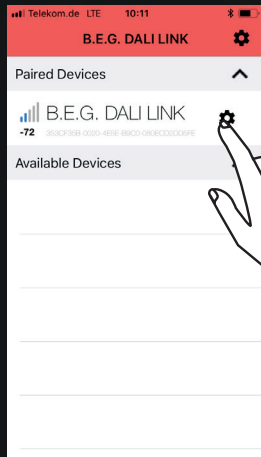 Telekom.de LTE 10:11
B.E.G. DALI LINK
Paired Devices
B.E.G. DALI LINK
-72
Available Devices